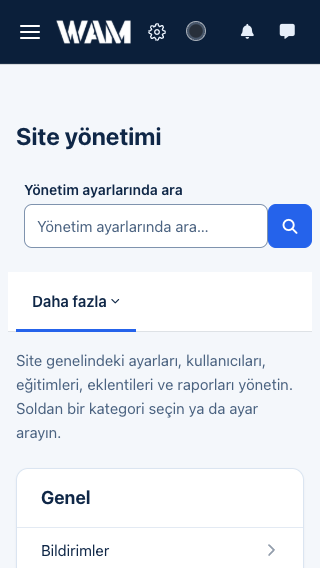 WAM
Site yönetimi
Yönetim ayarlarında ara
Yönetim ayarlarında ara...
Daha fazla
Site genelindeki ayarları, kullanıcıları,
eğitimleri, eklentileri ve raporları yönetin.
Soldan bir kategori seçin ya da ayar
arayın.
Genel
Bildirimler